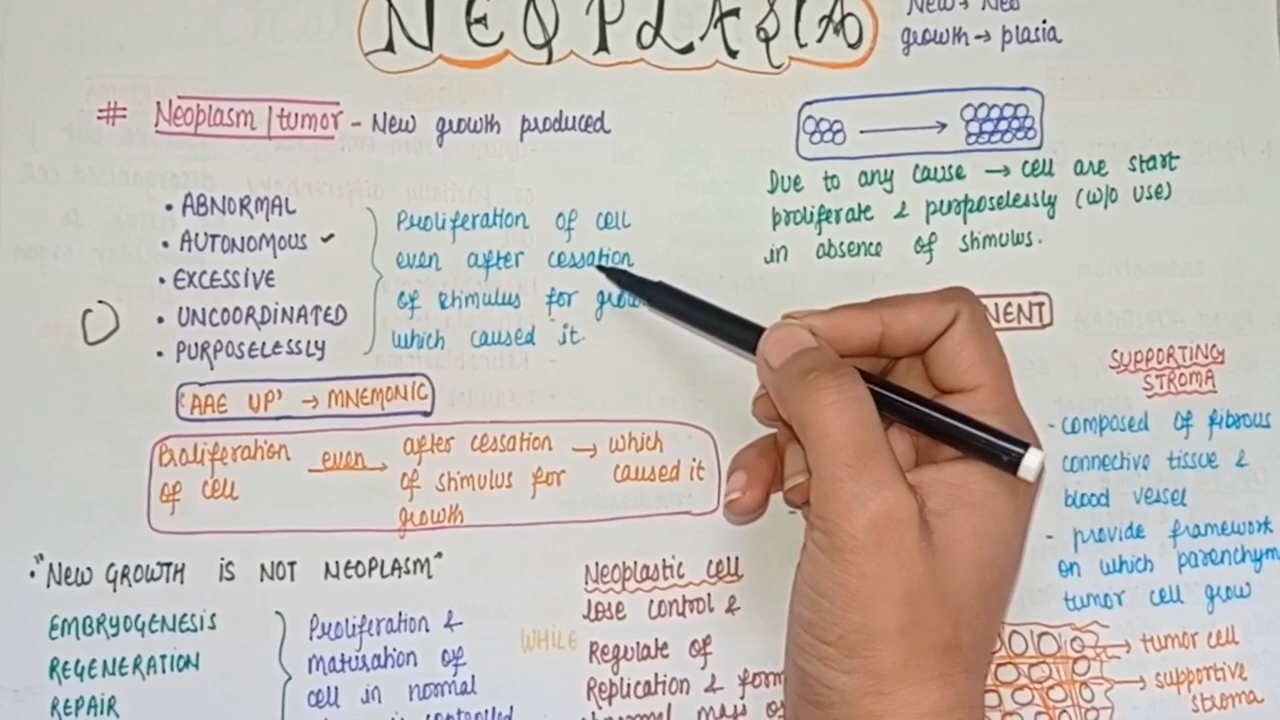 NEOPLASIA
New → Neo
growth → plasia
# Neoplasm | tumor - New growth produced
• ABNORMAL
• AUTONOMOUS
• EXCESSIVE
• UNCOORDINATED
• PURPOSELESSLY
Proliferation of cell
even after cessation
of stimulus for
which caused it.
'AAE UP' → MNEMONIC
Proliferation of cell even → after cessation of stimulus for growth → which caused it
Due to any cause → cell are start
proliferate & purposelessly (w/o USE)
in absence of stimulus.
SUPPORTING
STROMA
- composed of fibrous
connective tissue &
blood vessel
- provide framework
on which parenchym
tumor cell grow
→ tumor cell
→ supportive
stroma
• "NEW GROWTH IS NOT NEOPLASM"
EMBRYOGENESIS
REGENERATION
REPAIR
Proliferation &
maturation of
cell in normal
controlled
WHILE
Neoplastic cell
lose control &
Regulate of
Replication & form
abnormal mass of